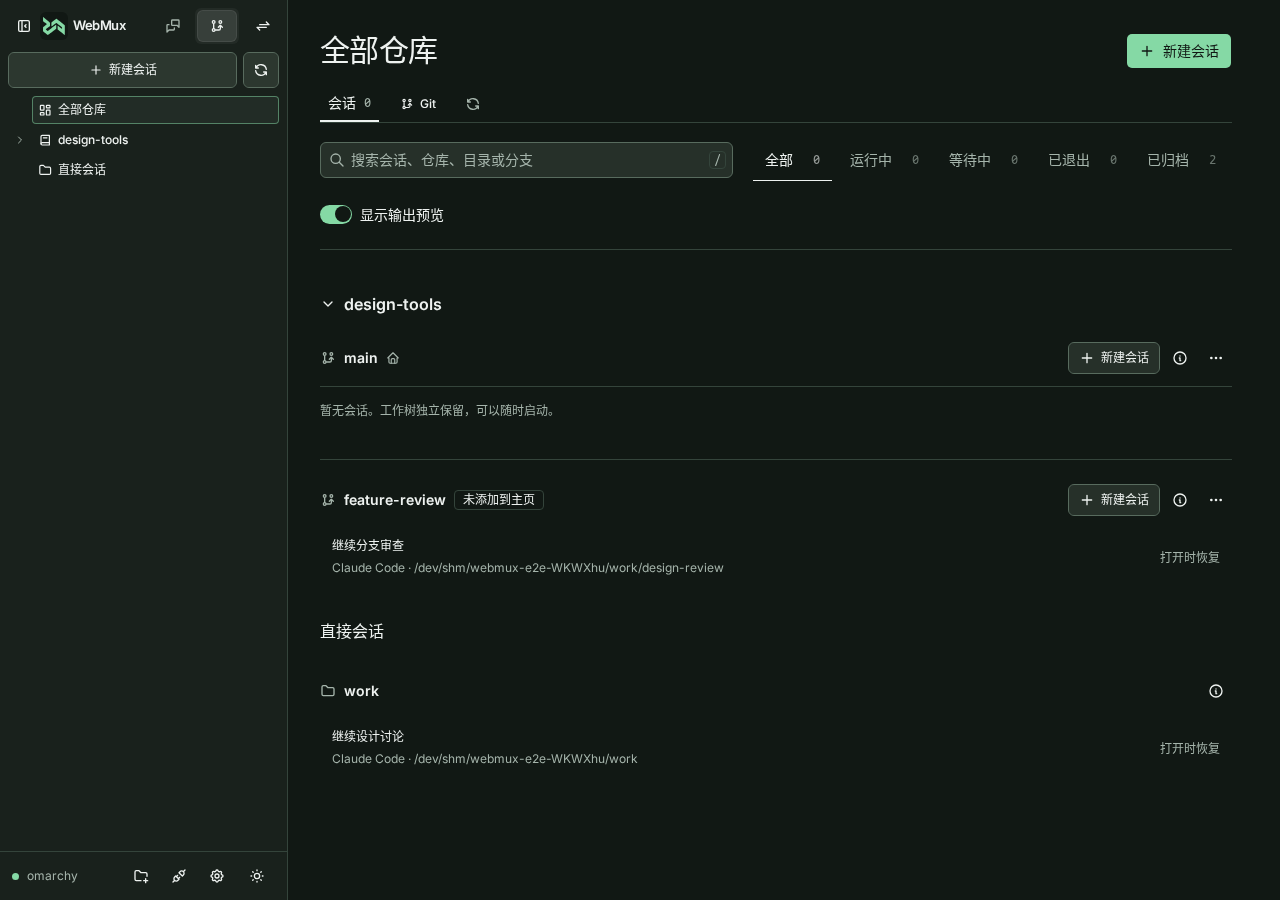 WebMux
新建会话
全部仓库
design-tools
直接会话
omarchy
全部仓库
新建会话
会话 0
Git
搜索会话、仓库、目录或分支 /
全部 0
运行中 0
等待中 0
已退出 0
已归档 2
显示输出预览
design-tools
main
新建会话
暂无会话。工作树独立保留，可以随时启动。
feature-review 未添加到主页
新建会话
继续分支审查
Claude Code · /dev/shm/webmux-e2e-WKWXhu/work/design-review
打开时恢复
直接会话
work
继续设计讨论
Claude Code · /dev/shm/webmux-e2e-WKWXhu/work
打开时恢复